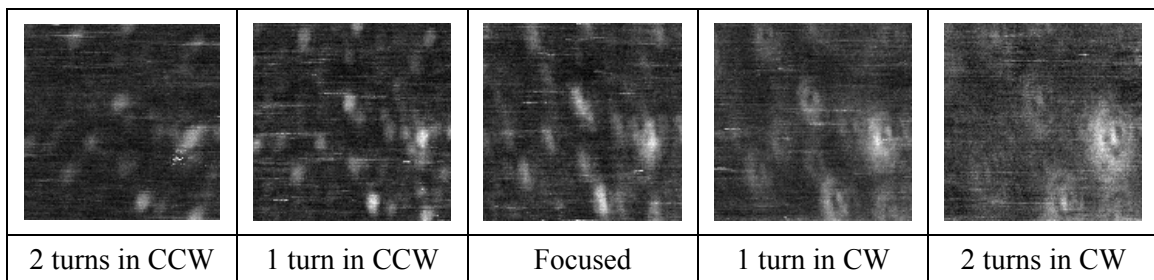 2 turns in CCW
1 turn in CCW
Focused
1 turn in CW
2 turns in CW